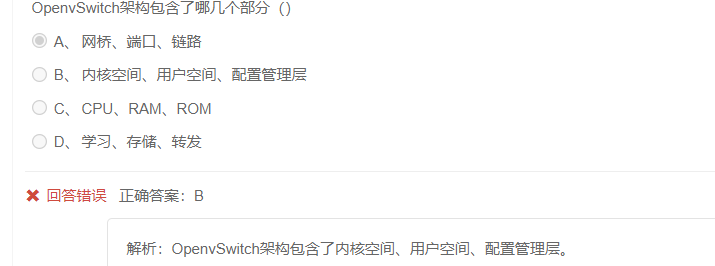 OpenvSwitch架构包含了哪几个部分（）
A、 网桥、端口、链路
B、 内核空间、用户空间、配置管理层
C、 CPU、RAM、ROM
D、 学习、存储、转发
回答错误 正确答案：B
解析：OpenvSwitch架构包含了内核空间、用户空间、配置管理层。